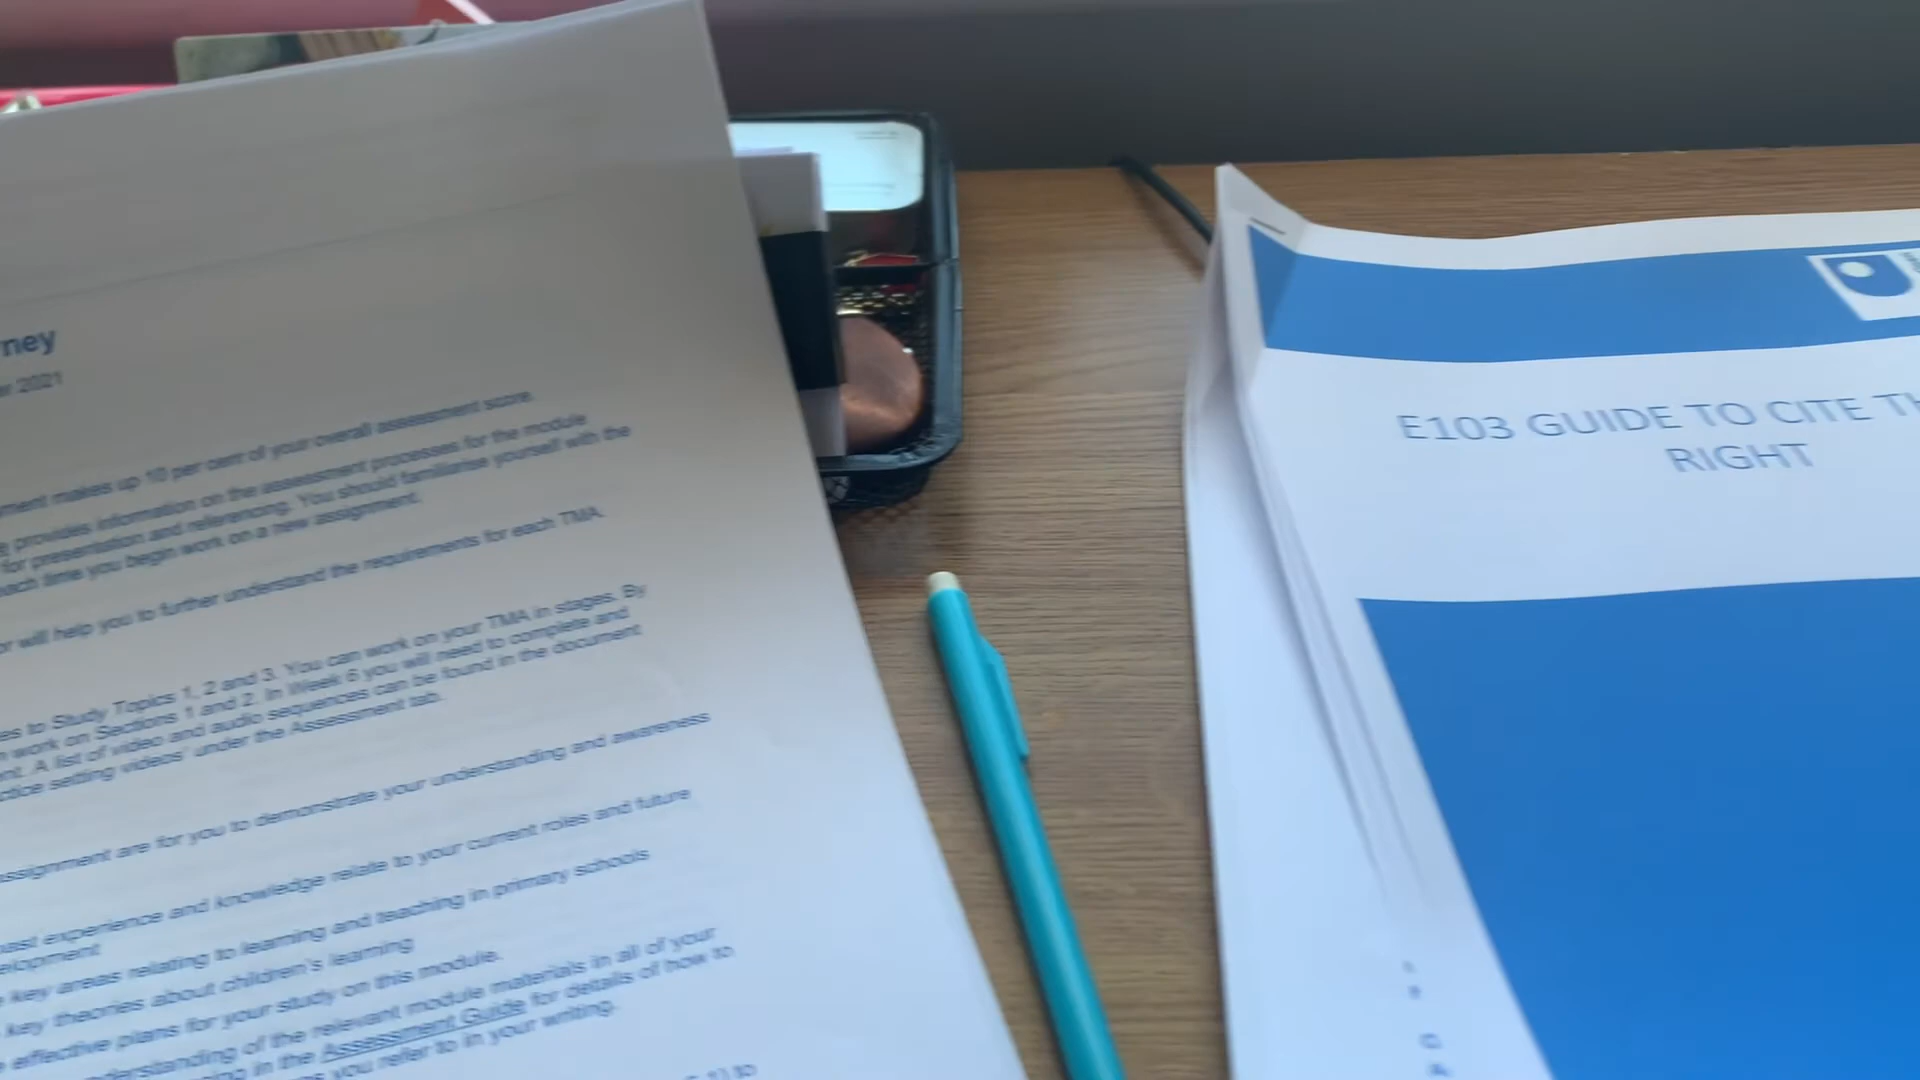 ney
2021
ment makes up 10 per cent of your overall assessment score.
provides information on the assessment processes for the module
for presentation and referencing. You should familiarise yourself with the
each time you begin work on a new assignment.
or will help you to further understand the requirements for each TMA.
es to Study Topics 1, 2 and 3. You can work on your TMA in stages. By
work on Sections 1 and 2. In Week 6 you will need to complete and
nt. A list of video and audio sequences can be found in the document
ctice setting videos' under the Assessment tab.
assignment are for you to demonstrate your understanding and awareness
past experience and knowledge relate to your current roles and future
elopment
key areas relating to learning and teaching in primary schools
key theories about children's learning
effective plans for your study on this module.
nderstanding of the relevant module materials in all of your
ing in the Assessment Guide for details of how to
you refer to in your writing.
1) to
E103 GUIDE TO CITE TH
RIGHT